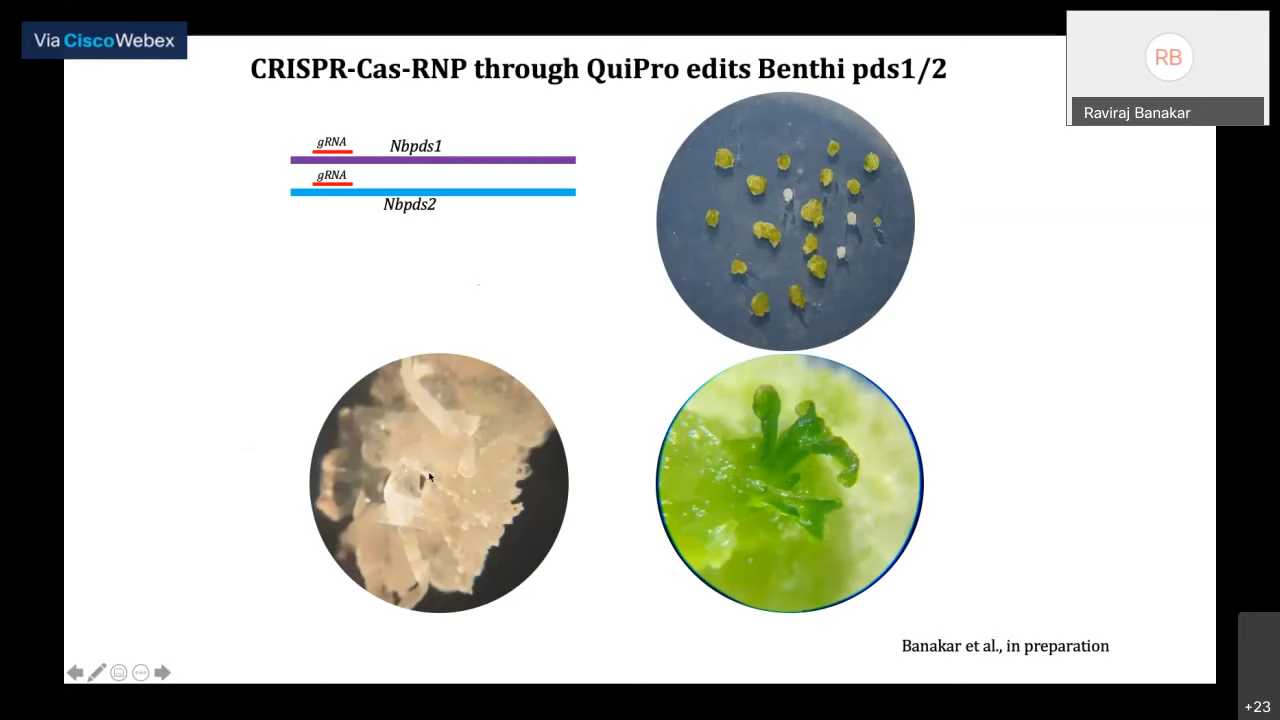 Via CiscoWebex
RB
Raviraj Banakar
CRISPR-Cas-RNP through QuiPro edits Benthi pds1/2
gRNA
Nbpds1
gRNA
Nbpds2
Banakar et al., in preparation
+23